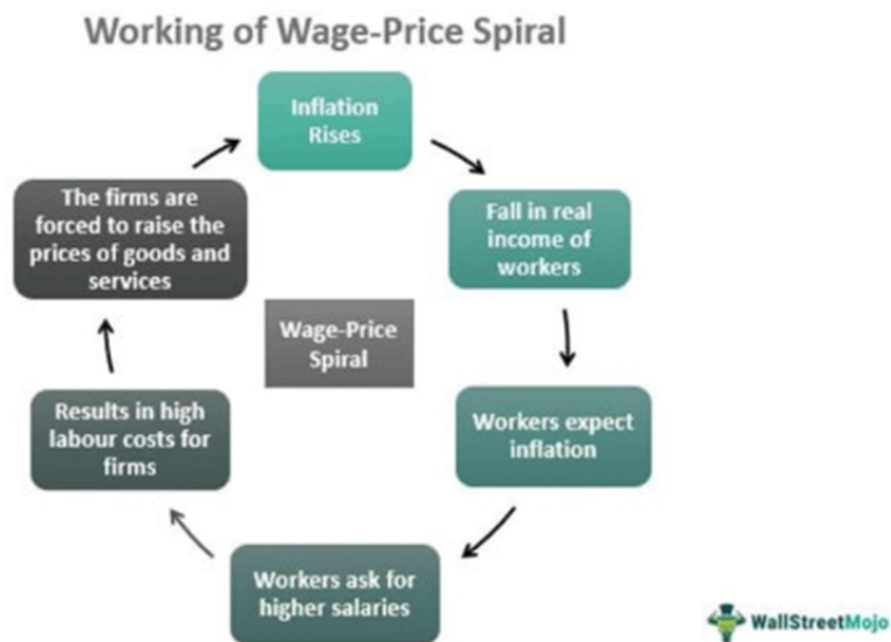 Working of Wage-Price Spiral
Inflation
Rises
Fall in real
income of
workers
Workers expect
inflation
Workers ask for
higher salaries
Results in high
labour costs for
firms
The firms are
forced to raise the
prices of goods and
services
Wage-Price
Spiral
WallStreetMojo